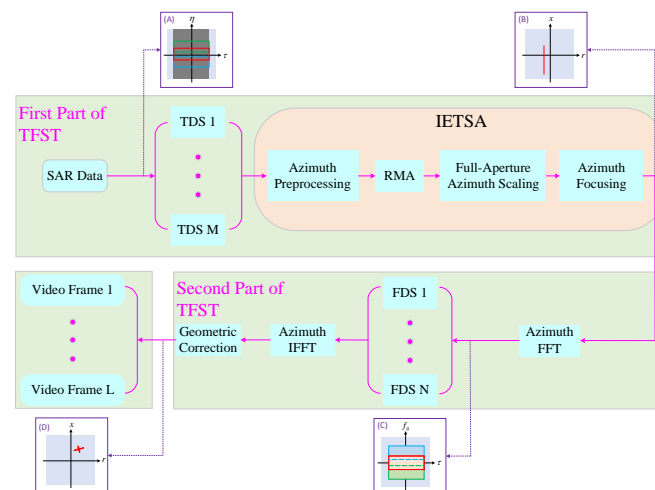 (A)
η
τ
(B)
x
r
First Part of
TFST
IETSA
SAR Data
TDS 1
TDS M
Azimuth
Preprocessing
RMA
Full-Aperture
Azimuth Scaling
Azimuth
Focusing
Video Frame 1
Video Frame L
Second Part of
TFST
Geometric
Correction
Azimuth
IFFT
FDS 1
FDS N
Azimuth
FFT
(D)
x
r
(C)
fη
τ